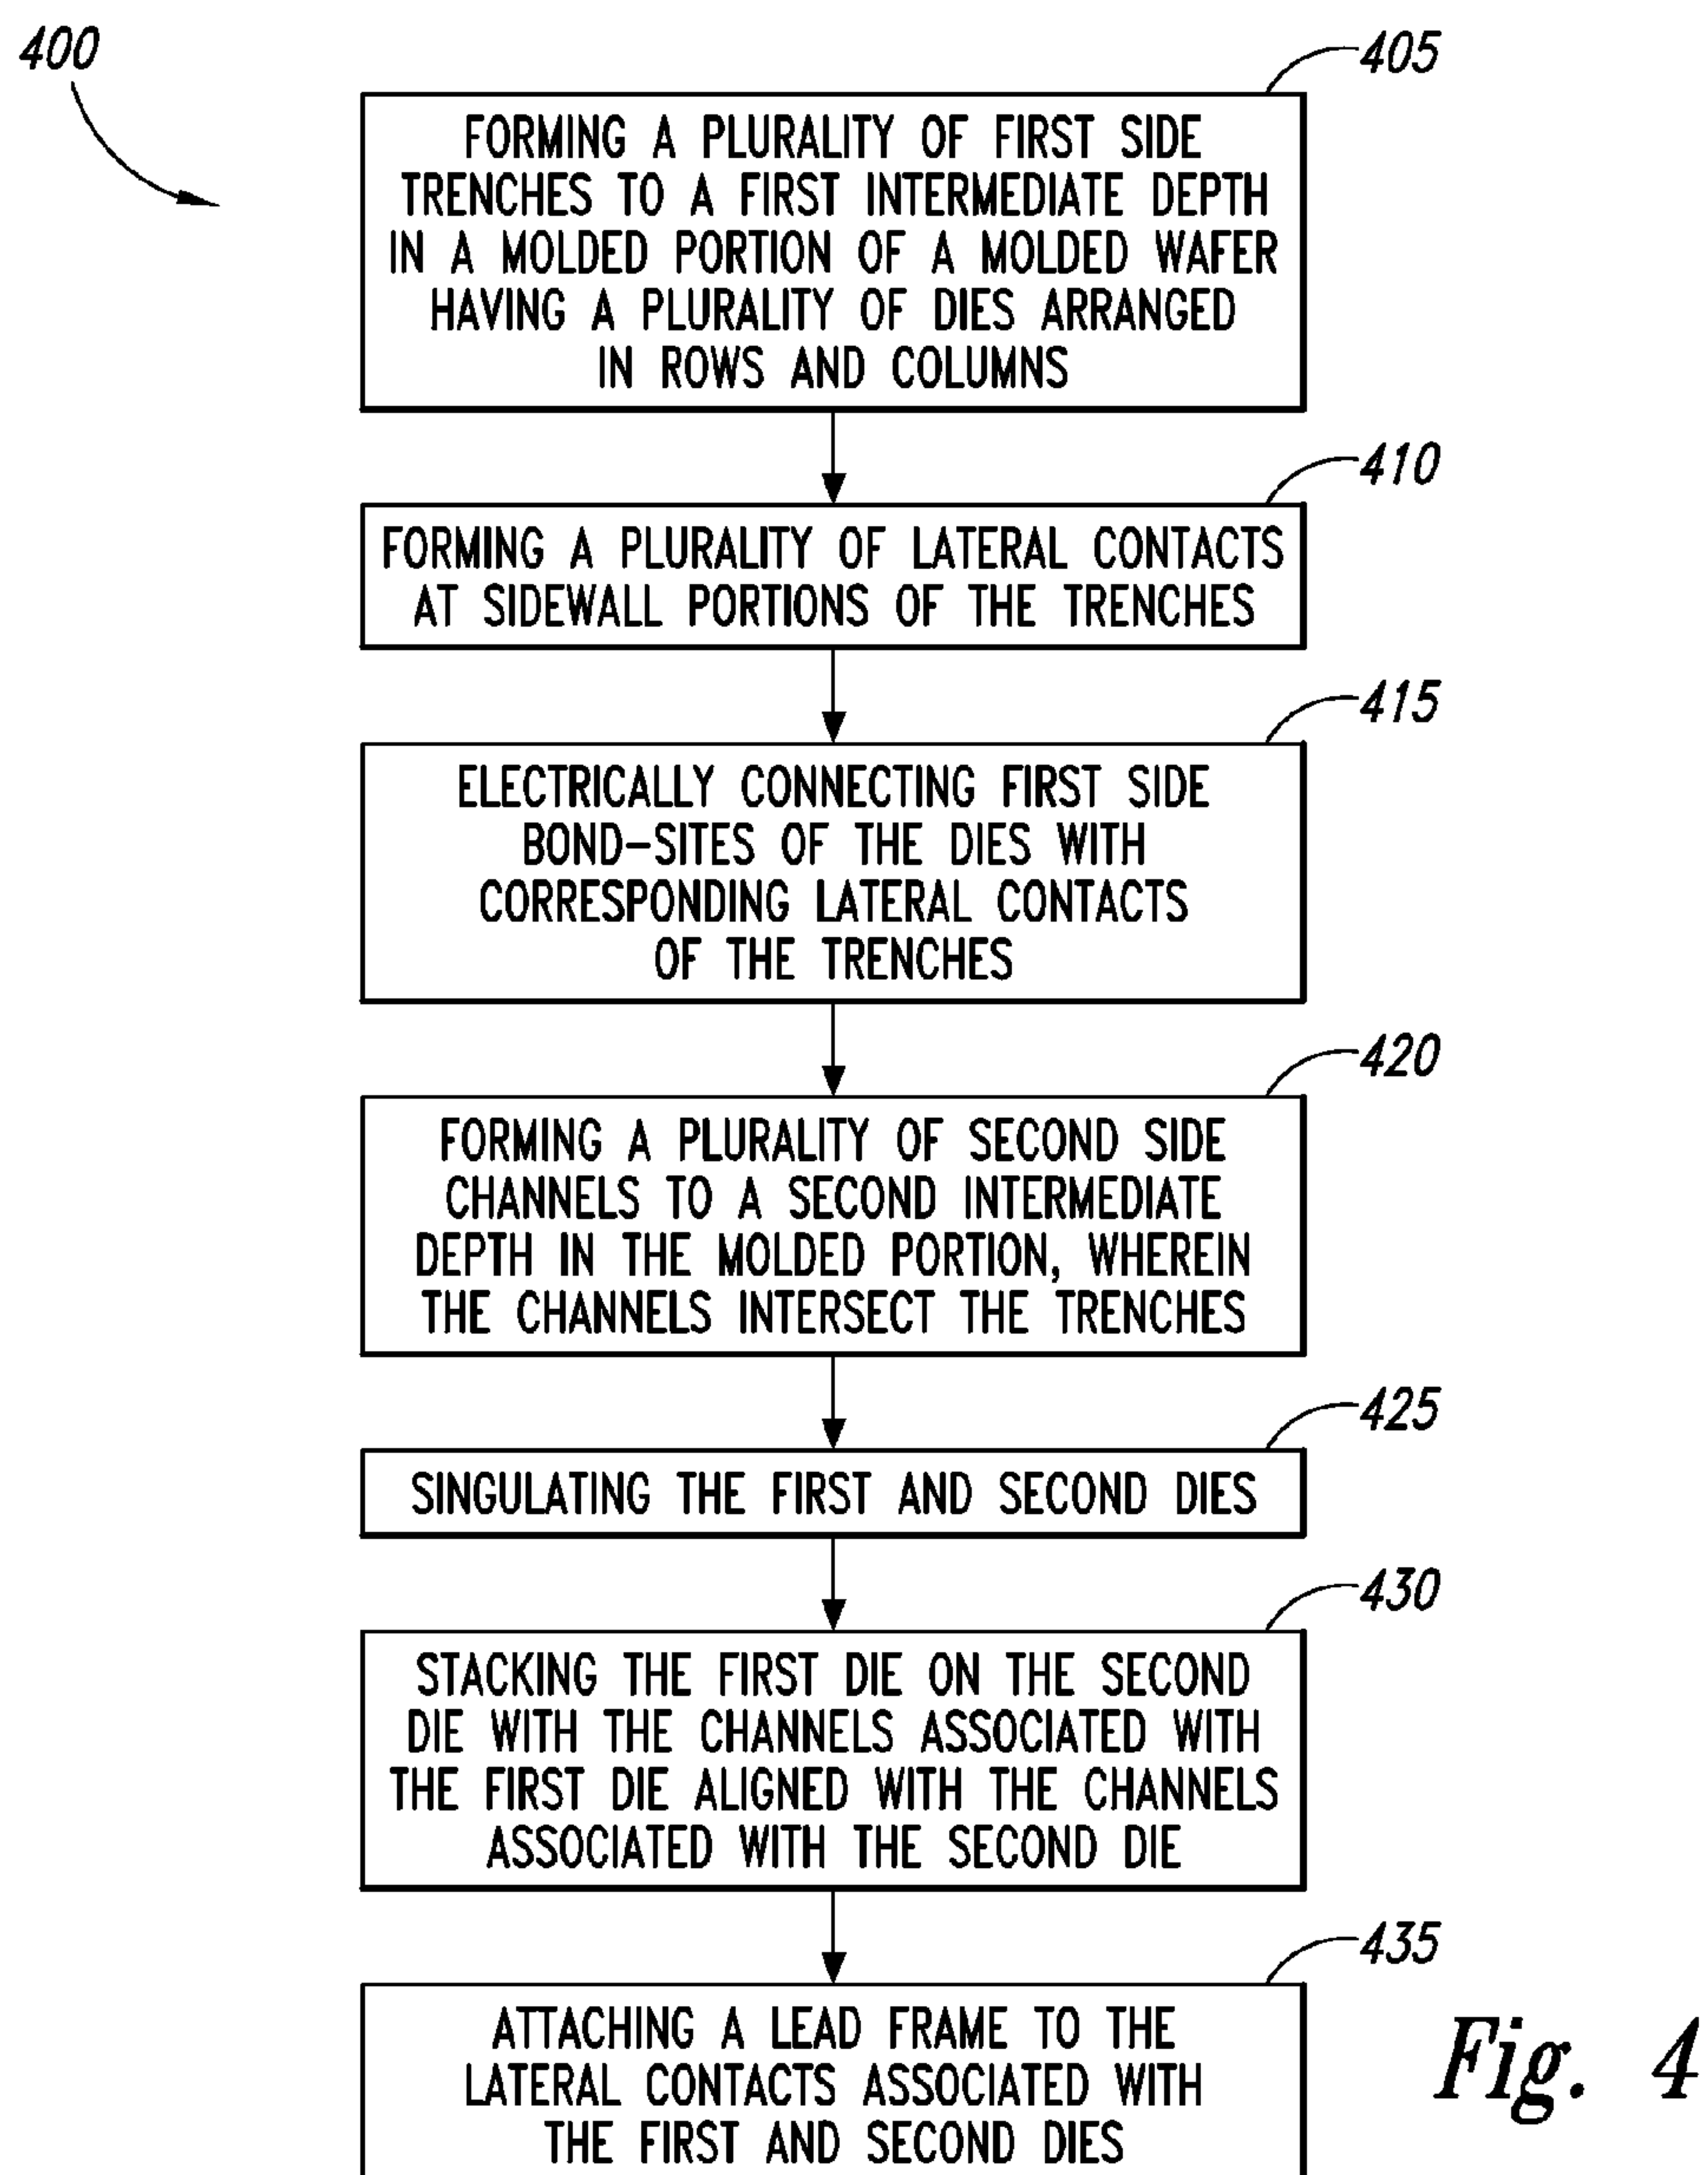 400
405
FORMING A PLURALITY OF FIRST SIDE
TRENCHES TO A FIRST INTERMEDIATE DEPTH
IN A MOLDED PORTION OF A MOLDED WAFER
HAVING A PLURALITY OF DIES ARRANGED
IN ROWS AND COLUMNS
410
FORMING A PLURALITY OF LATERAL CONTACTS
AT SIDEWALL PORTIONS OF THE TRENCHES
415
ELECTRICALLY CONNECTING FIRST SIDE
BOND-SITES OF THE DIES WITH
CORRESPONDING LATERAL CONTACTS
OF THE TRENCHES
420
FORMING A PLURALITY OF SECOND SIDE
CHANNELS TO A SECOND INTERMEDIATE
DEPTH IN THE MOLDED PORTION, WHEREIN
THE CHANNELS INTERSECT THE TRENCHES
425
SINGULATING THE FIRST AND SECOND DIES
430
STACKING THE FIRST DIE ON THE SECOND
DIE WITH THE CHANNELS ASSOCIATED WITH
THE FIRST DIE ALIGNED WITH THE CHANNELS
ASSOCIATED WITH THE SECOND DIE
435
ATTACHING A LEAD FRAME TO THE
LATERAL CONTACTS ASSOCIATED WITH
THE FIRST AND SECOND DIES
Fig. 4